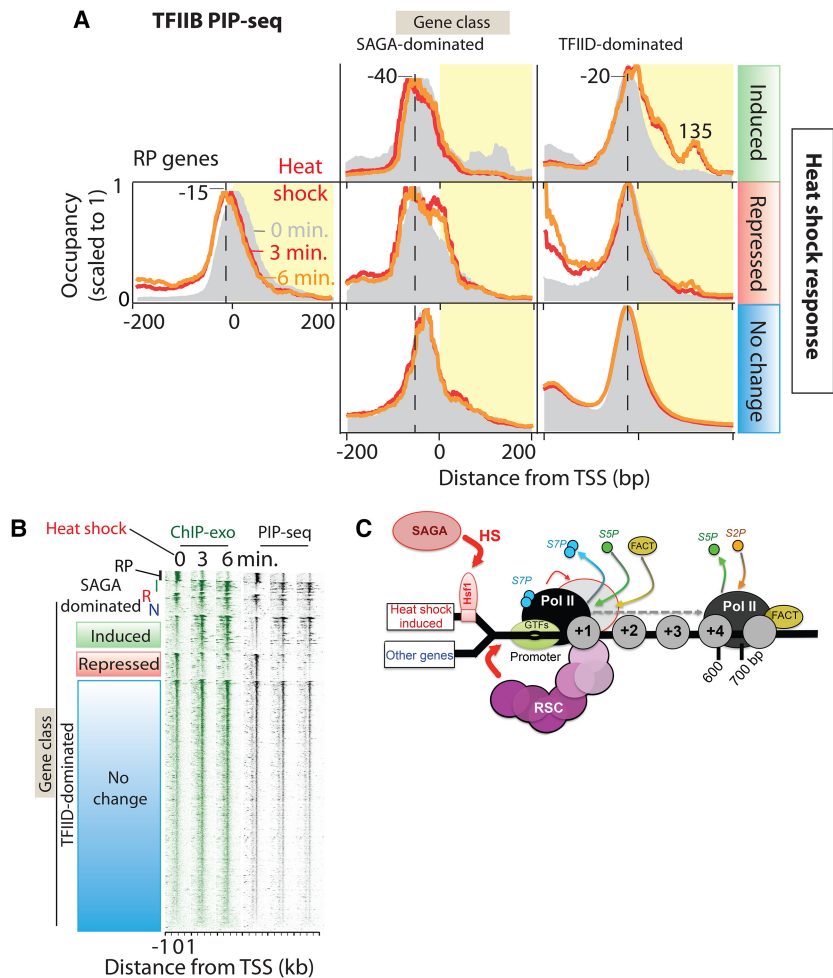 A
TFIIB PIP-seq
Gene class
SAGA-dominated
TFIID-dominated
-40
-20
135
Induced
RP genes
Heat
shock
1
-15
0 min.
3 min.
6 min.
Occupancy
(scaled to 1)
0
-200
0
200
Repressed
No change
Heat shock response
-200
0
200
Distance from TSS (bp)
B
Heat shock
ChIP-exo
PIP-seq
0 3 6 min.
RP
SAGA
dominated
I
R
N
Induced
Repressed
No
change
Gene class
TFIID-dominated
-1 0 1
Distance from TSS (kb)
C
SAGA
HS
Hsf1
Heat shock
induced
Other genes
S7P
S7P
S5P
FACT
Pol II
GTFs
Promoter
+1
+2
+3
+4
RSC
S5P
S2P
Pol II
FACT
600
700 bp